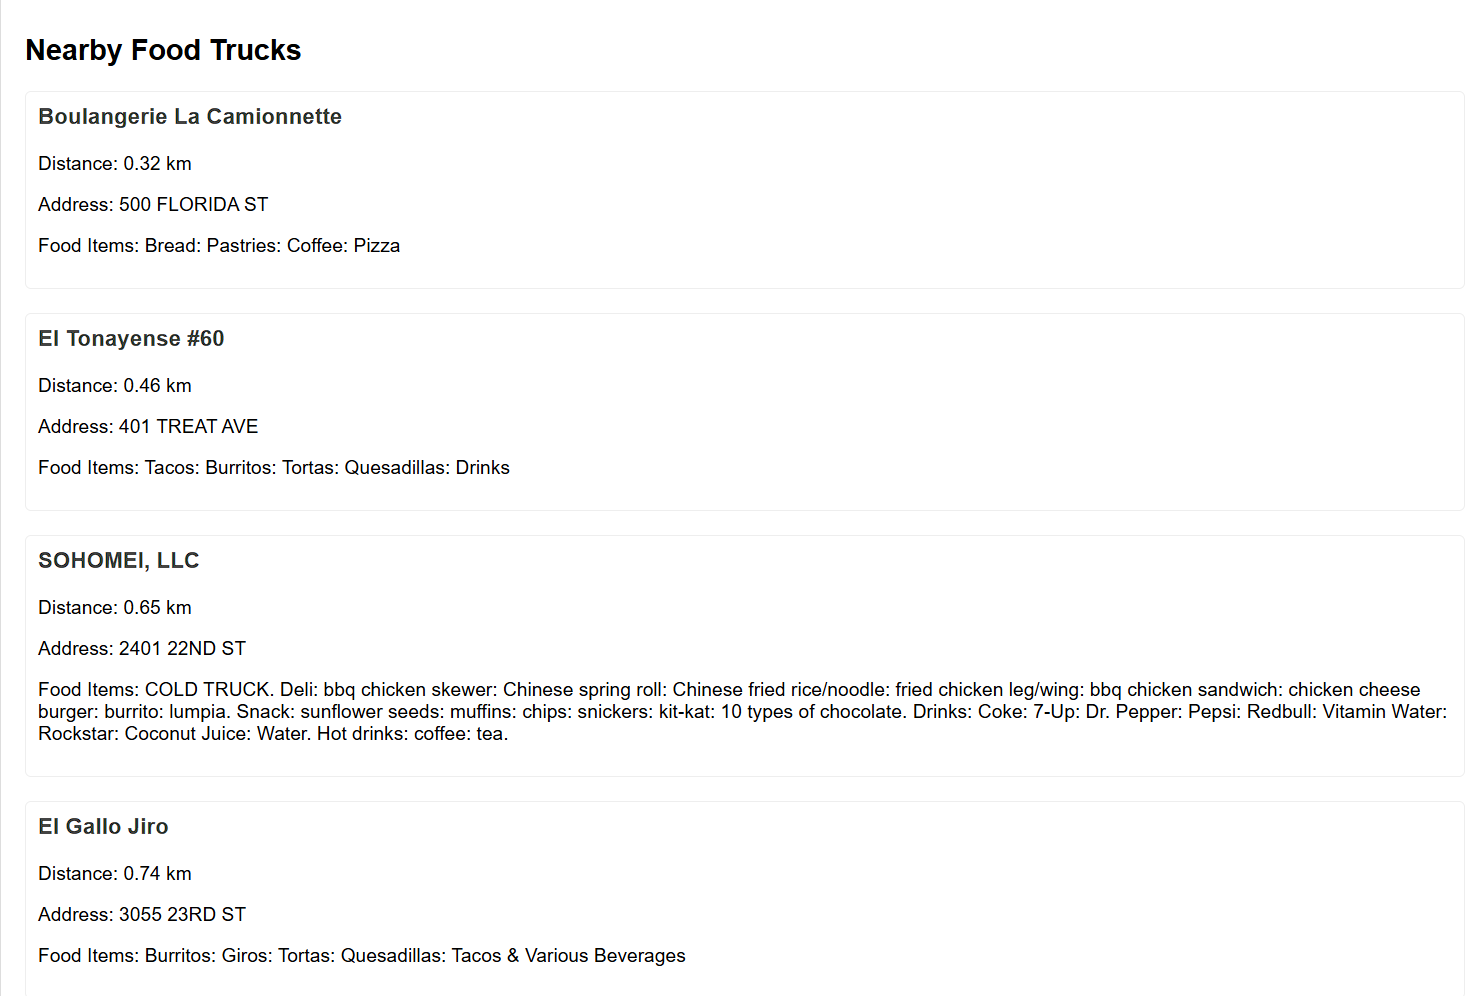 Nearby Food Trucks
Boulangerie La Camionnette
Distance: 0.32 km
Address: 500 FLORIDA ST
Food Items: Bread: Pastries: Coffee: Pizza
El Tonayense #60
Distance: 0.46 km
Address: 401 TREAT AVE
Food Items: Tacos: Burritos: Tortas: Quesadillas: Drinks
SOHOMEI, LLC
Distance: 0.65 km
Address: 2401 22ND ST
Food Items: COLD TRUCK. Deli: bbq chicken skewer: Chinese spring roll: Chinese fried rice/noodle: fried chicken leg/wing: bbq chicken sandwich: chicken cheese
burger: burrito: lumpia. Snack: sunflower seeds: muffins: chips: snickers: kit-kat: 10 types of chocolate. Drinks: Coke: 7-Up: Dr. Pepper: Pepsi: Redbull: Vitamin Water:
Rockstar: Coconut Juice: Water. Hot drinks: coffee: tea.
El Gallo Jiro
Distance: 0.74 km
Address: 3055 23RD ST
Food Items: Burritos: Giros: Tortas: Quesadillas: Tacos & Various Beverages